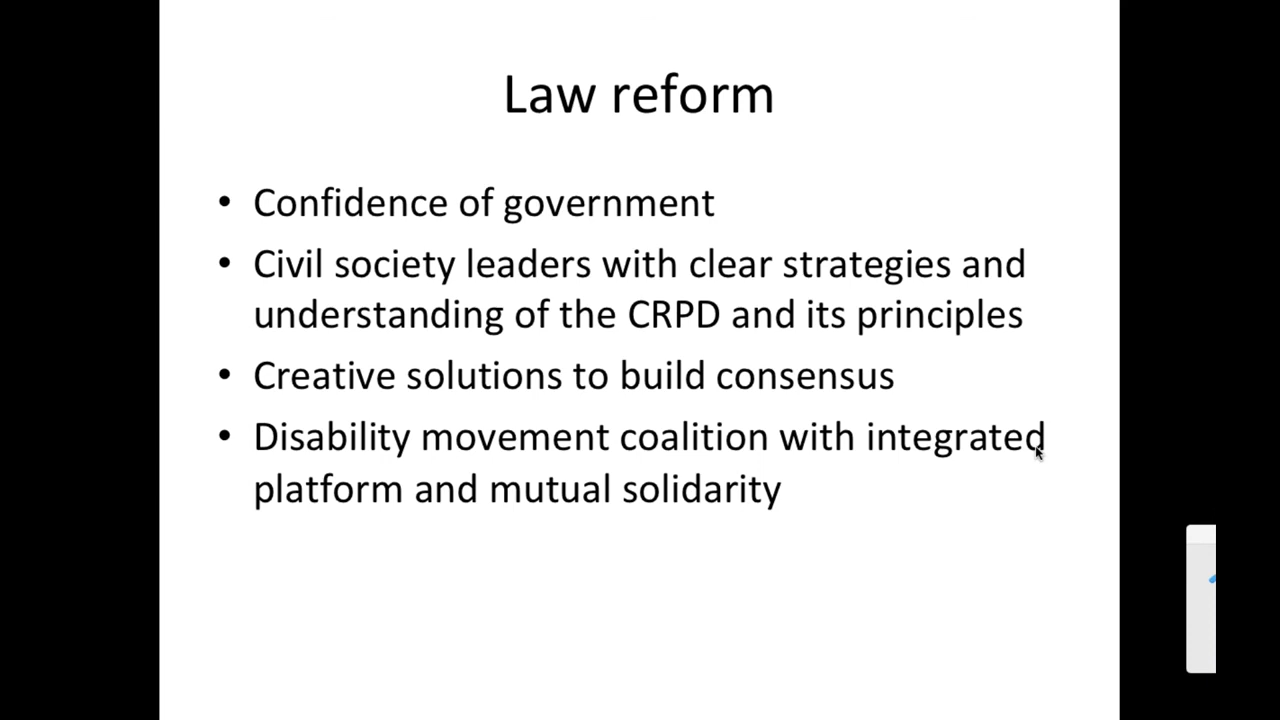 Law reform
• Confidence of government
• Civil society leaders with clear strategies and
understanding of the CRPD and its principles
• Creative solutions to build consensus
• Disability movement coalition with integrated
platform and mutual solidarity